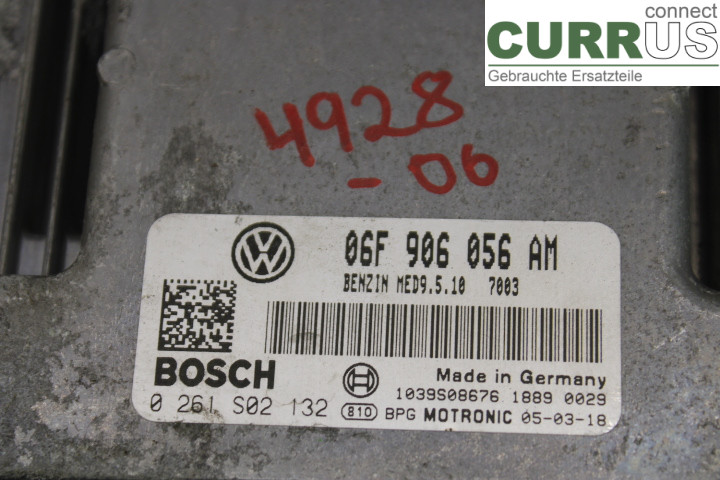 connect
CURRUS
Gebrauchte Ersatzteile
4928
-06
06F 906 056 AM
BENZIN MED9.5.10 7003
BOSCH
Made in Germany
1039S08676 1889 0029
0 261 S02 132
810 BPG MOTRONIC 05-03-18